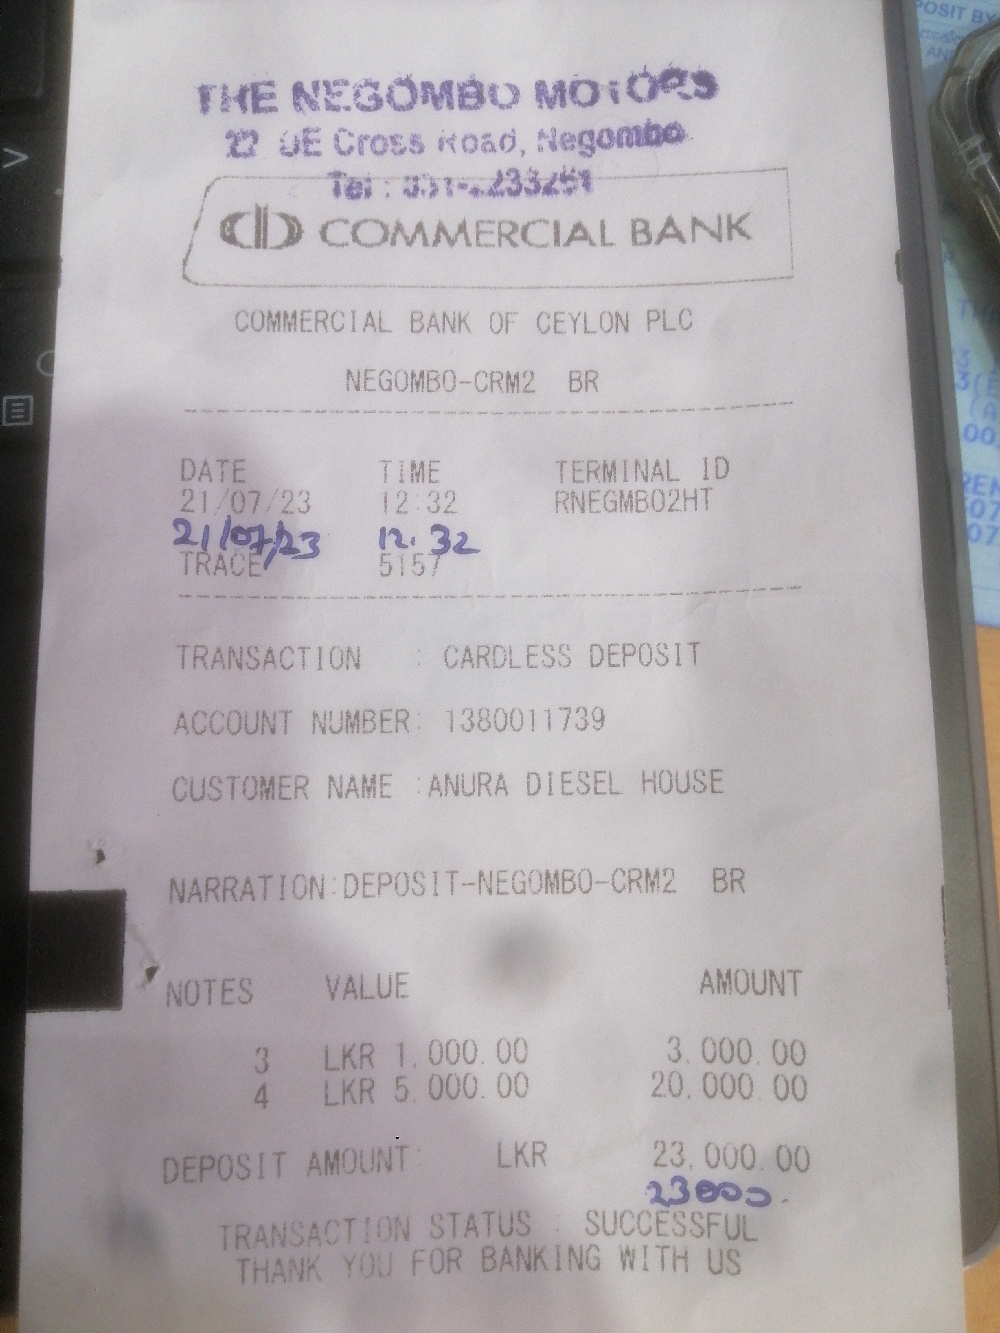 THE NEGOMBO MOTORS
Cross Road, Negombo
Tel :
COMMERCIAL BANK
COMMERCIAL BANK OF CEYLON PLC
NEGOMBO-CRM2 BR
DATE TIME TERMINAL ID
21/07/23 12:32 RNEGMBO2HT
21/07/23 12.32
TRACE 5157
TRANSACTION : CARDLESS DEPOSIT
ACCOUNT NUMBER: 1380011739
CUSTOMER NAME :ANURA DIESEL HOUSE
NARRATION:DEPOSIT-NEGOMBO-CRM2 BR
NOTES VALUE AMOUNT
3 LKR 1,000.00 3,000.00
4 LKR 5,000.00 20,000.00
DEPOSIT AMOUNT: LKR 23,000.00
23000.
TRANSACTION STATUS : SUCCESSFUL
THANK YOU FOR BANKING WITH US